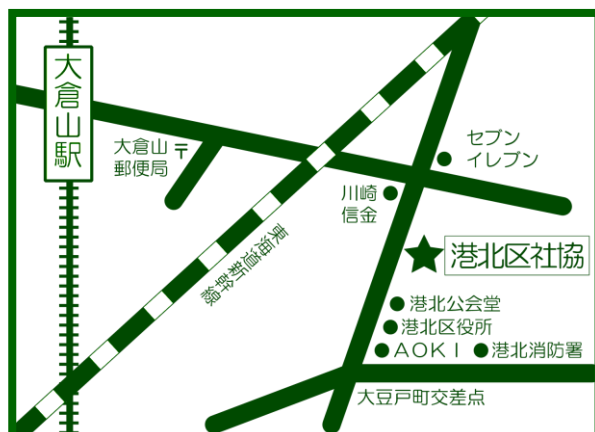 大倉山駅
大倉山
郵便局
〒
セブン
イレブン
川崎
信金
東海道新幹線
港北区社協
港北公会堂
港北区役所
AOKI
港北消防署
大豆戸町交差点